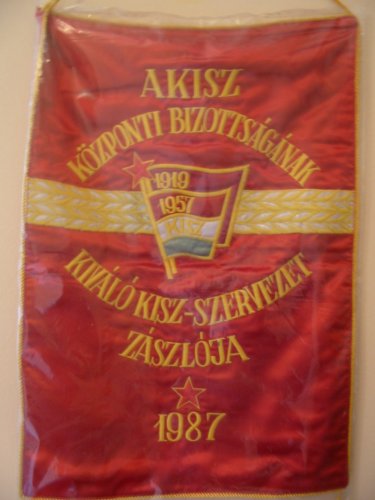 A KISZ
KÖZPONTI BIZOTTSÁGÁNAK
1919
1957
KISZ
KIVÁLÓ KISZ-SZERVEZET
ZÁSZLÓJA
1987